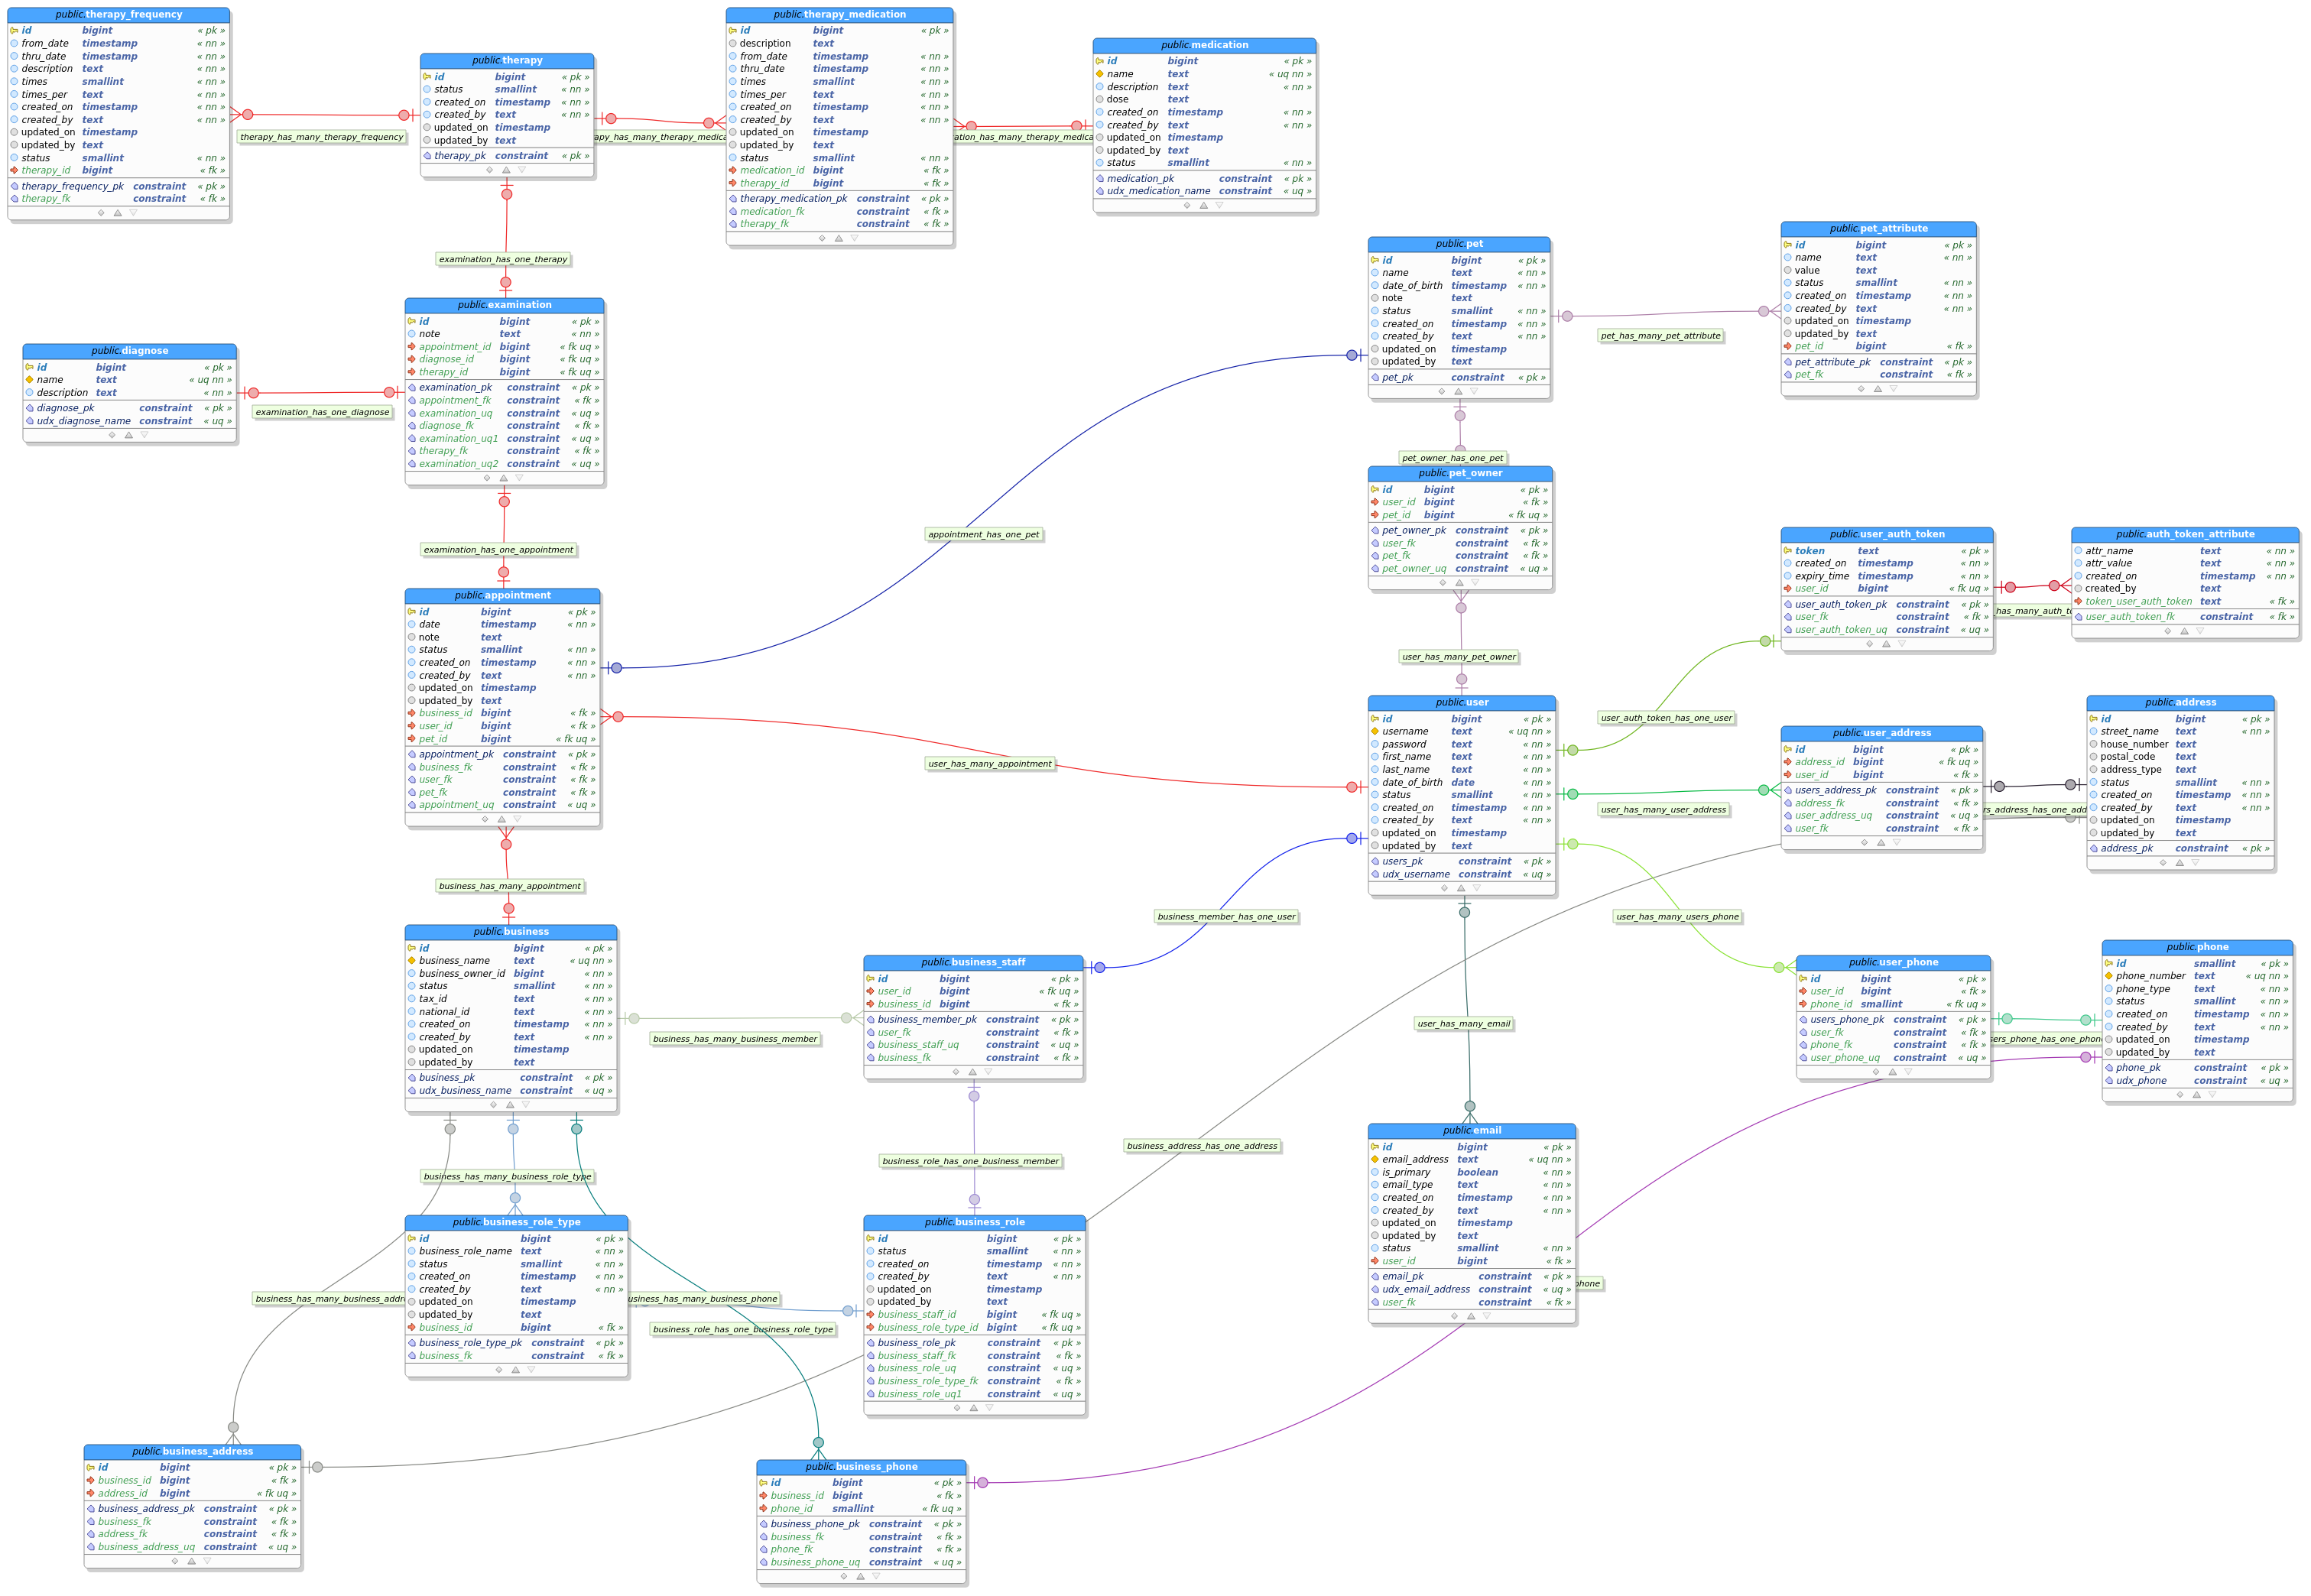 public.therapy_frequency
id bigint « pk »
from_date timestamp « nn »
thru_date timestamp « nn »
description text « nn »
times smallint « nn »
times_per text « nn »
created_on timestamp « nn »
created_by text « nn »
updated_on timestamp
updated_by text
status smallint « nn »
therapy_id bigint « fk »
therapy_frequency_pk constraint « pk »
therapy_fk constraint « fk »
therapy_has_many_therapy_frequency
public.therapy
id bigint « pk »
status smallint « nn »
created_on timestamp « nn »
created_by text « nn »
updated_on timestamp
updated_by text
therapy_pk constraint « pk »
apy_has_many_therapy_medica
public.therapy_medication
id bigint « pk »
description text
from_date timestamp « nn »
thru_date timestamp « nn »
times smallint « nn »
times_per text « nn »
created_on timestamp « nn »
created_by text « nn »
updated_on timestamp
updated_by text
status smallint « nn »
medication_id bigint « fk »
therapy_id bigint « fk »
therapy_medication_pk constraint « pk »
medication_fk constraint « fk »
therapy_fk constraint « fk »
ation_has_many_therapy_medica
public.medication
id bigint « pk »
name text « uq nn »
description text « nn »
dose text
created_on timestamp « nn »
created_by text « nn »
updated_on timestamp
updated_by text
status smallint « nn »
medication_pk constraint « pk »
udx_medication_name constraint « uq »
examination_has_one_therapy
public.examination
id bigint « pk »
note text « nn »
appointment_id bigint « fk uq »
diagnose_id bigint « fk uq »
therapy_id bigint « fk uq »
examination_pk constraint « pk »
appointment_fk constraint « fk »
examination_uq constraint « uq »
diagnose_fk constraint « fk »
examination_uq1 constraint « uq »
therapy_fk constraint « fk »
examination_uq2 constraint « uq »
public.diagnose
id bigint « pk »
name text « uq nn »
description text « nn »
diagnose_pk constraint « pk »
udx_diagnose_name constraint « uq »
examination_has_one_diagnose
public.pet
id bigint « pk »
name text « nn »
date_of_birth timestamp « nn »
note text
status smallint « nn »
created_on timestamp « nn »
created_by text « nn »
updated_on timestamp
updated_by text
pet_pk constraint « pk »
pet_has_many_pet_attribute
public.pet_attribute
id bigint « pk »
name text « nn »
value text
status smallint « nn »
created_on timestamp « nn »
created_by text « nn »
updated_on timestamp
updated_by text
pet_id bigint « fk »
pet_attribute_pk constraint « pk »
pet_fk constraint « fk »
pet_owner_has_one_pet
public.pet_owner
id bigint « pk »
user_id bigint « fk »
pet_id bigint « fk uq »
pet_owner_pk constraint « pk »
user_fk constraint « fk »
pet_fk constraint « fk »
pet_owner_uq constraint « uq »
appointment_has_one_pet
examination_has_one_appointment
public.appointment
id bigint « pk »
date timestamp « nn »
note text
status smallint « nn »
created_on timestamp « nn »
created_by text « nn »
updated_on timestamp
updated_by text
business_id bigint « fk »
user_id bigint « fk »
pet_id bigint « fk uq »
appointment_pk constraint « pk »
business_fk constraint « fk »
user_fk constraint « fk »
pet_fk constraint « fk »
appointment_uq constraint « uq »
user_has_many_pet_owner
user_has_many_appointment
public.user
id bigint « pk »
username text « uq nn »
password text « nn »
first_name text « nn »
last_name text « nn »
date_of_birth date « nn »
status smallint « nn »
created_on timestamp « nn »
created_by text « nn »
updated_on timestamp
updated_by text
users_pk constraint « pk »
udx_username constraint « uq »
public.user_auth_token
token text « pk »
created_on timestamp « nn »
expiry_time timestamp « nn »
user_id bigint « fk uq »
user_auth_token_pk constraint « pk »
user_fk constraint « fk »
user_auth_token_uq constraint « uq »
has_many_auth_to
public.auth_token_attribute
attr_name text « nn »
attr_value text « nn »
created_on timestamp « nn »
created_by text
token_user_auth_token text « fk »
user_auth_token_fk constraint « fk »
user_auth_token_has_one_user
user_has_many_user_address
public.user_address
id bigint « pk »
address_id bigint « fk uq »
user_id bigint « fk »
users_address_pk constraint « pk »
address_fk constraint « fk »
user_address_uq constraint « uq »
user_fk constraint « fk »
rs_address_has_one_add
public.address
id bigint « pk »
street_name text « nn »
house_number text
postal_code text
address_type text
status smallint « nn »
created_on timestamp « nn »
created_by text « nn »
updated_on timestamp
updated_by text
address_pk constraint « pk »
business_has_many_appointment
business_member_has_one_user
user_has_many_users_phone
public.business
id bigint « pk »
business_name text « uq nn »
business_owner_id bigint « nn »
status smallint « nn »
tax_id text « nn »
national_id text « nn »
created_on timestamp « nn »
created_by text « nn »
updated_on timestamp
updated_by text
business_pk constraint « pk »
udx_business_name constraint « uq »
business_has_many_business_member
public.business_staff
id bigint « pk »
user_id bigint « fk uq »
business_id bigint « fk »
business_member_pk constraint « pk »
user_fk constraint « fk »
business_staff_uq constraint « uq »
business_fk constraint « fk »
user_has_many_email
public.user_phone
id bigint « pk »
user_id bigint « fk »
phone_id smallint « fk uq »
users_phone_pk constraint « pk »
user_fk constraint « fk »
phone_fk constraint « fk »
user_phone_uq constraint « uq »
sers_phone_has_one_phon
public.phone
id smallint « pk »
phone_number text « uq nn »
phone_type text « nn »
status smallint « nn »
created_on timestamp « nn »
created_by text « nn »
updated_on timestamp
updated_by text
phone_pk constraint « pk »
udx_phone constraint « uq »
business_address_has_one_address
business_role_has_one_business_member
business_has_many_business_role_type
public.email
id bigint « pk »
email_address text « uq nn »
is_primary boolean « nn »
email_type text « nn »
created_on timestamp « nn »
created_by text « nn »
updated_on timestamp
updated_by text
status smallint « nn »
user_id bigint « fk »
email_pk constraint « pk »
udx_email_address constraint « uq »
user_fk constraint « fk »
phone
public.business_role_type
id bigint « pk »
business_role_name text « nn »
status smallint « nn »
created_on timestamp « nn »
created_by text « nn »
updated_on timestamp
updated_by text
business_id bigint « fk »
business_role_type_pk constraint « pk »
business_fk constraint « fk »
business_has_many_business_addre
usiness_has_many_business_phone
business_role_has_one_business_role_type
public.business_role
id bigint « pk »
status smallint « nn »
created_on timestamp « nn »
created_by text « nn »
updated_on timestamp
updated_by text
business_staff_id bigint « fk uq »
business_role_type_id bigint « fk uq »
business_role_pk constraint « pk »
business_staff_fk constraint « fk »
business_role_uq constraint « uq »
business_role_type_fk constraint « fk »
business_role_uq1 constraint « uq »
public.business_address
id bigint « pk »
business_id bigint « fk »
address_id bigint « fk uq »
business_address_pk constraint « pk »
business_fk constraint « fk »
address_fk constraint « fk »
business_address_uq constraint « uq »
public.business_phone
id bigint « pk »
business_id bigint « fk »
phone_id smallint « fk uq »
business_phone_pk constraint « pk »
business_fk constraint « fk »
phone_fk constraint « fk »
business_phone_uq constraint « uq »